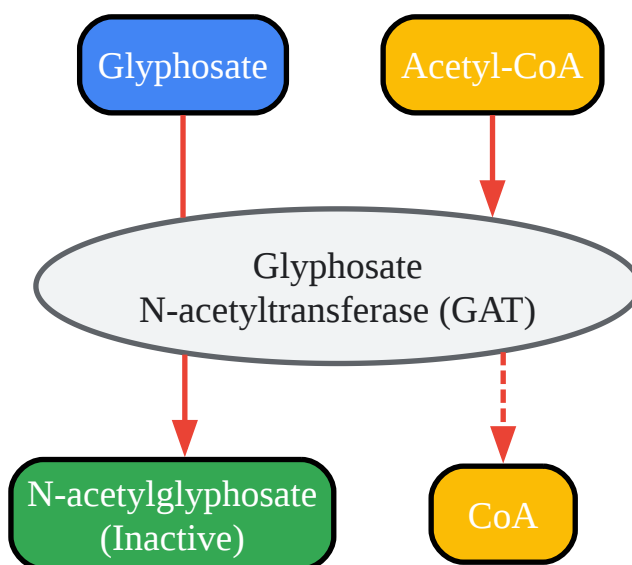 Glyphosate
Acetyl-CoA
Glyphosate
N-acetyltransferase (GAT)
N-acetylglyphosate
(Inactive)
CoA